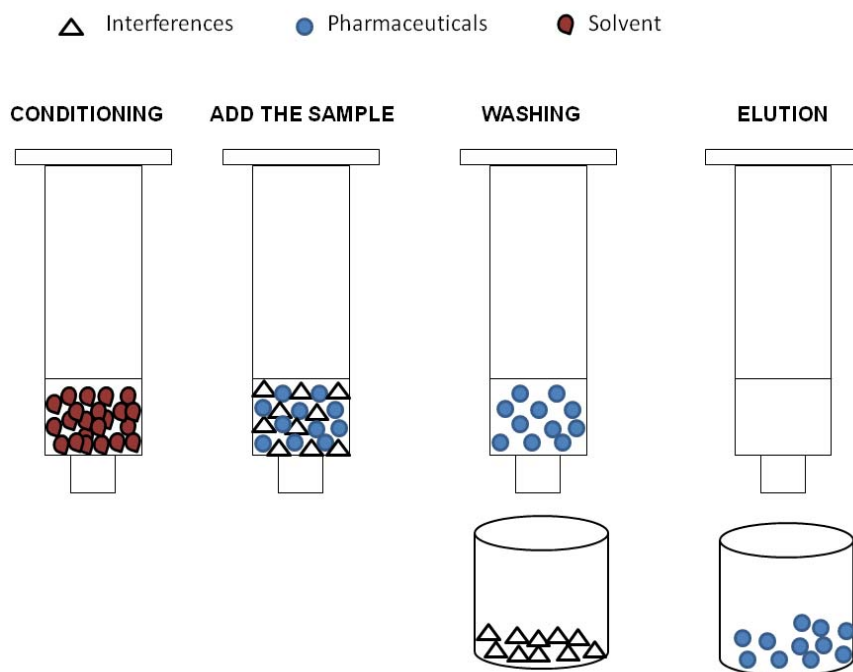 Interferences Pharmaceuticals Solvent
CONDITIONING ADD THE SAMPLE WASHING ELUTION